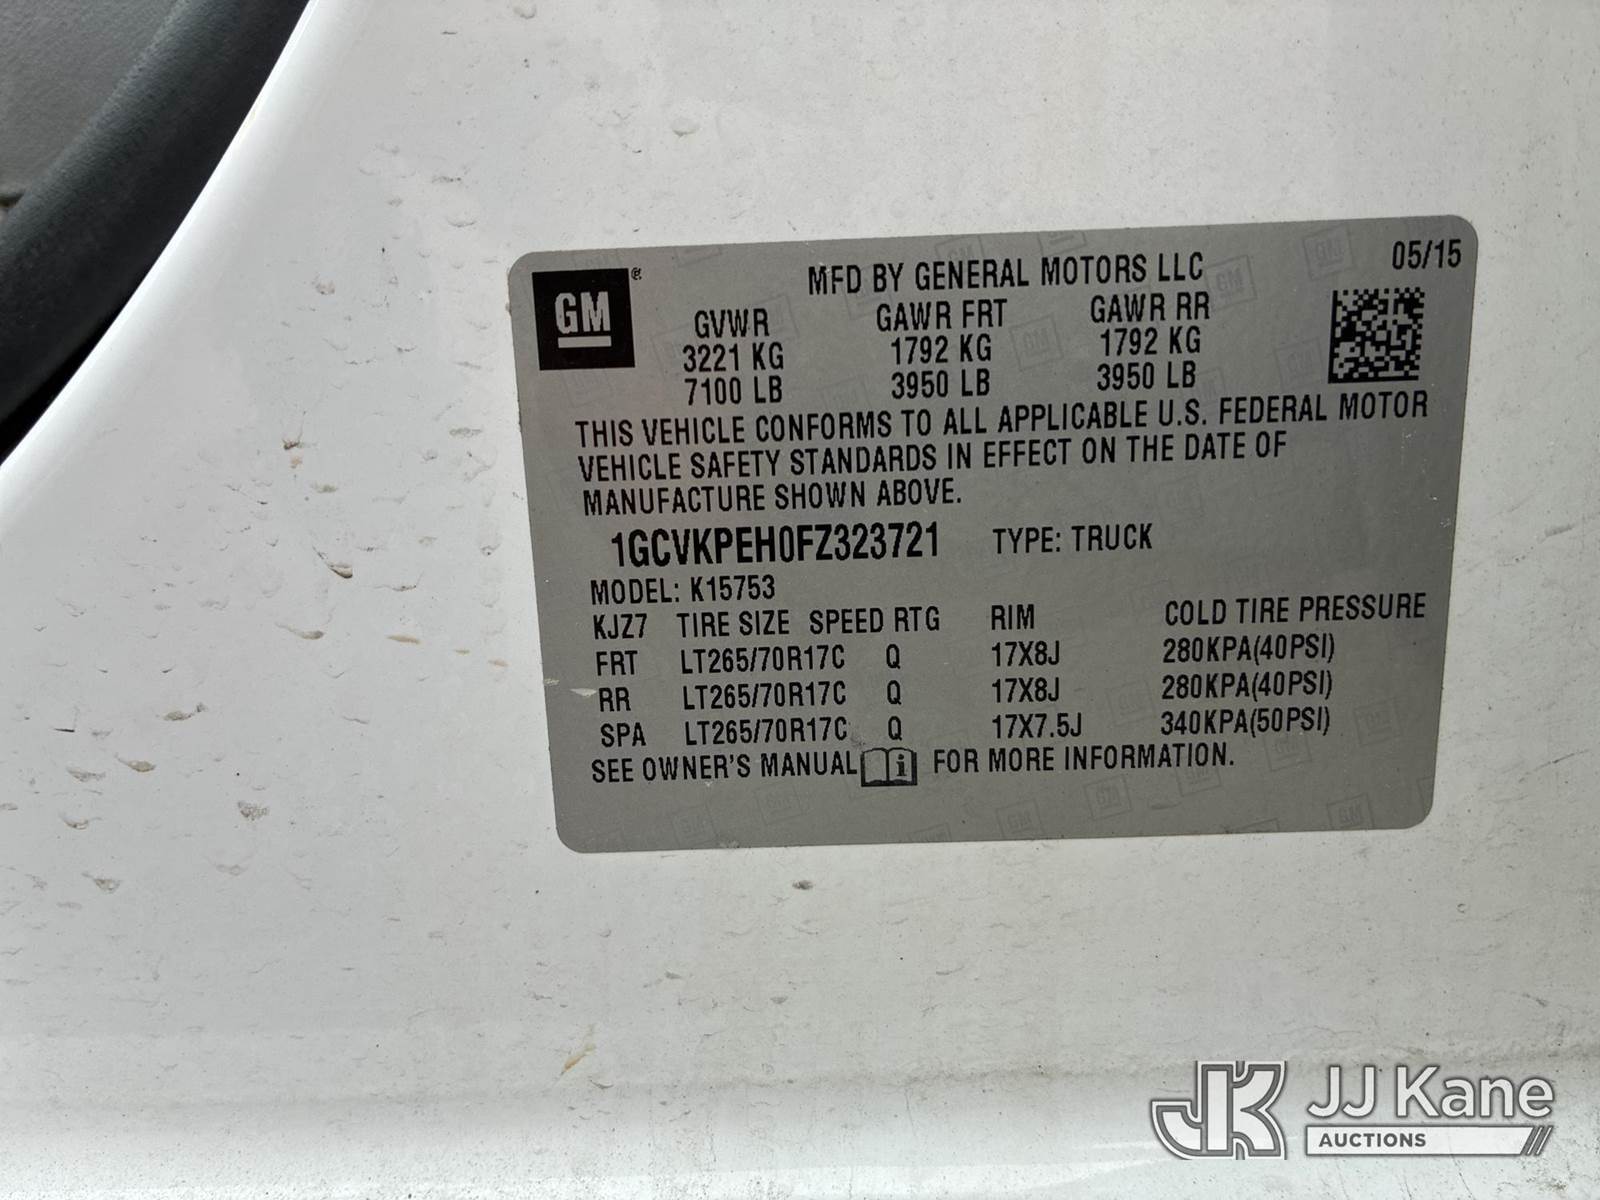 GM
MFD BY GENERAL MOTORS LLC 05/15
GVWR GAWR FRT GAWR RR
3221 KG 1792 KG 1792 KG
7100 LB 3950 LB 3950 LB
THIS VEHICLE CONFORMS TO ALL APPLICABLE U.S. FEDERAL MOTOR
VEHICLE SAFETY STANDARDS IN EFFECT ON THE DATE OF
MANUFACTURE SHOWN ABOVE.
1GCVKPEH0FZ323721 TYPE: TRUCK
MODEL: K15753
KJZ7 TIRE SIZE SPEED RTG RIM COLD TIRE PRESSURE
FRT LT265/70R17C Q 17X8J 280KPA(40PSI)
RR LT265/70R17C Q 17X8J 280KPA(40PSI)
SPA LT265/70R17C Q 17X7.5J 340KPA(50PSI)
SEE OWNER'S MANUAL i FOR MORE INFORMATION.
JK JJ Kane
AUCTIONS